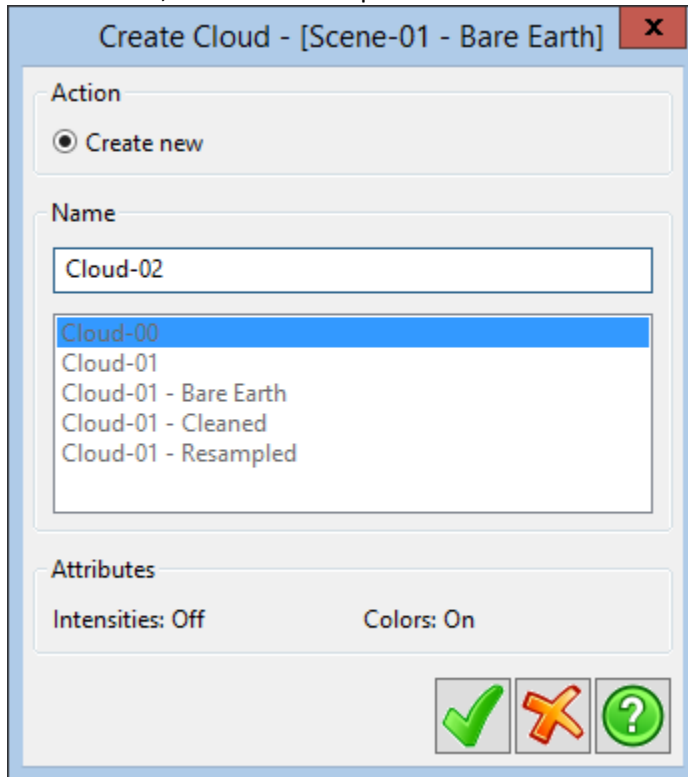 Create Cloud - [Scene-01 - Bare Earth]
x
Action
Create new
Name
Cloud-02
Cloud-00
Cloud-01
Cloud-01 - Bare Earth
Cloud-01 - Cleaned
Cloud-01 - Resampled
Attributes
Intensities: Off Colors: On
?